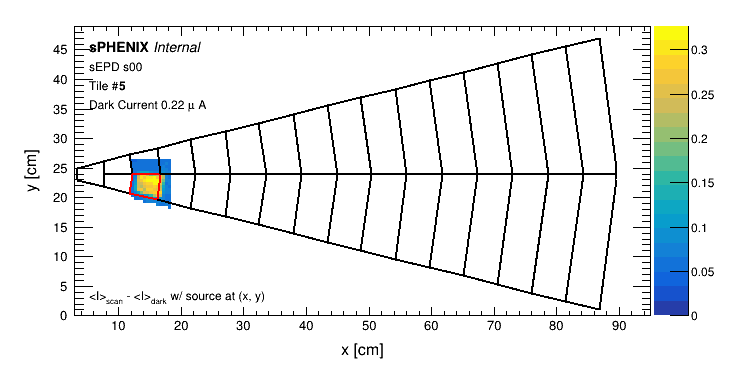 sPHENIX Internal
sEPD s00
Tile #5
Dark Current 0.22 μ A
<I>scan - <I>dark w/ source at (x, y)
y [cm]
45
40
35
30
25
20
15
10
5
0
10 20 30 40 50 60 70 80 90
x [cm]
0.3
0.25
0.2
0.15
0.1
0.05
0